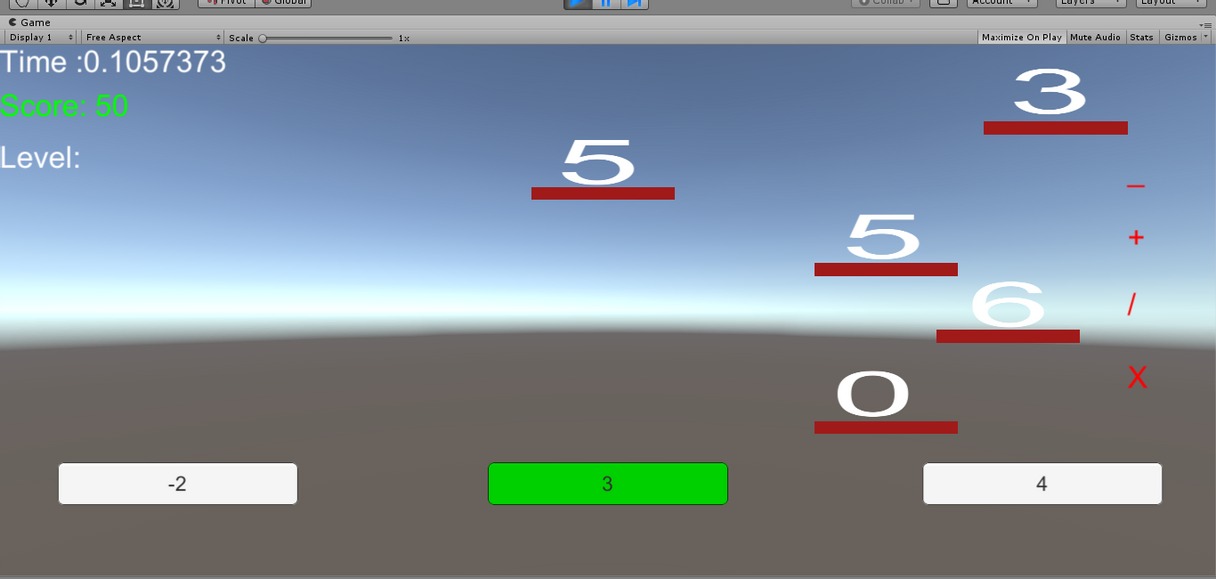 Pivot Global Collab Account Layers Layout
Game
Display 1 Free Aspect Scale 1x Maximize On Play Mute Audio Stats Gizmos
Time :0.1057373
Score: 50
Level:
3
5
–
5
+
6
/
0
X
-2 3 4